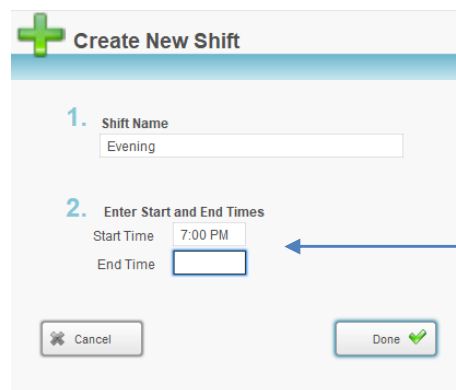 Create New Shift
1. Shift Name
Evening
2. Enter Start and End Times
Start Time 7:00 PM
End Time
Cancel Done